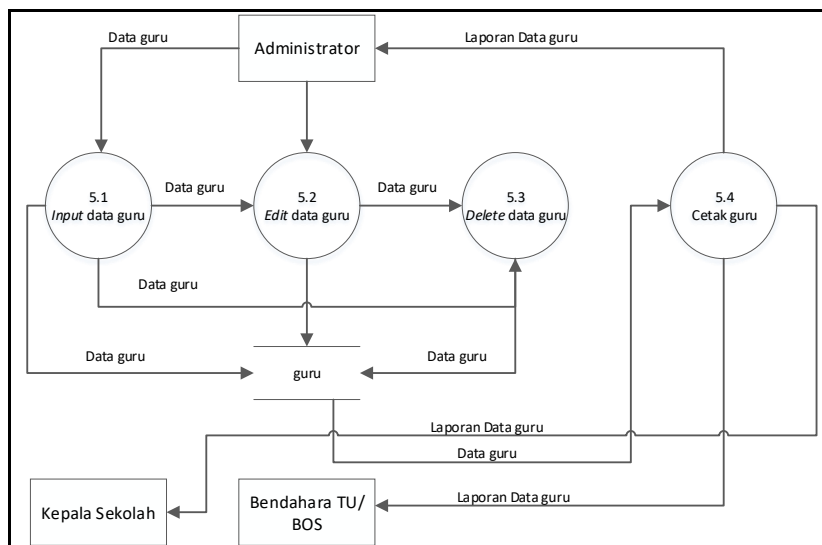 Data guru
Administrator
Laporan Data guru
5.1
Input data guru
Data guru
5.2
Edit data guru
Data guru
5.3
Delete data guru
5.4
Cetak guru
Data guru
Data guru
guru
Data guru
Laporan Data guru
Data guru
Kepala Sekolah
Bendahara TU/
BOS
Laporan Data guru